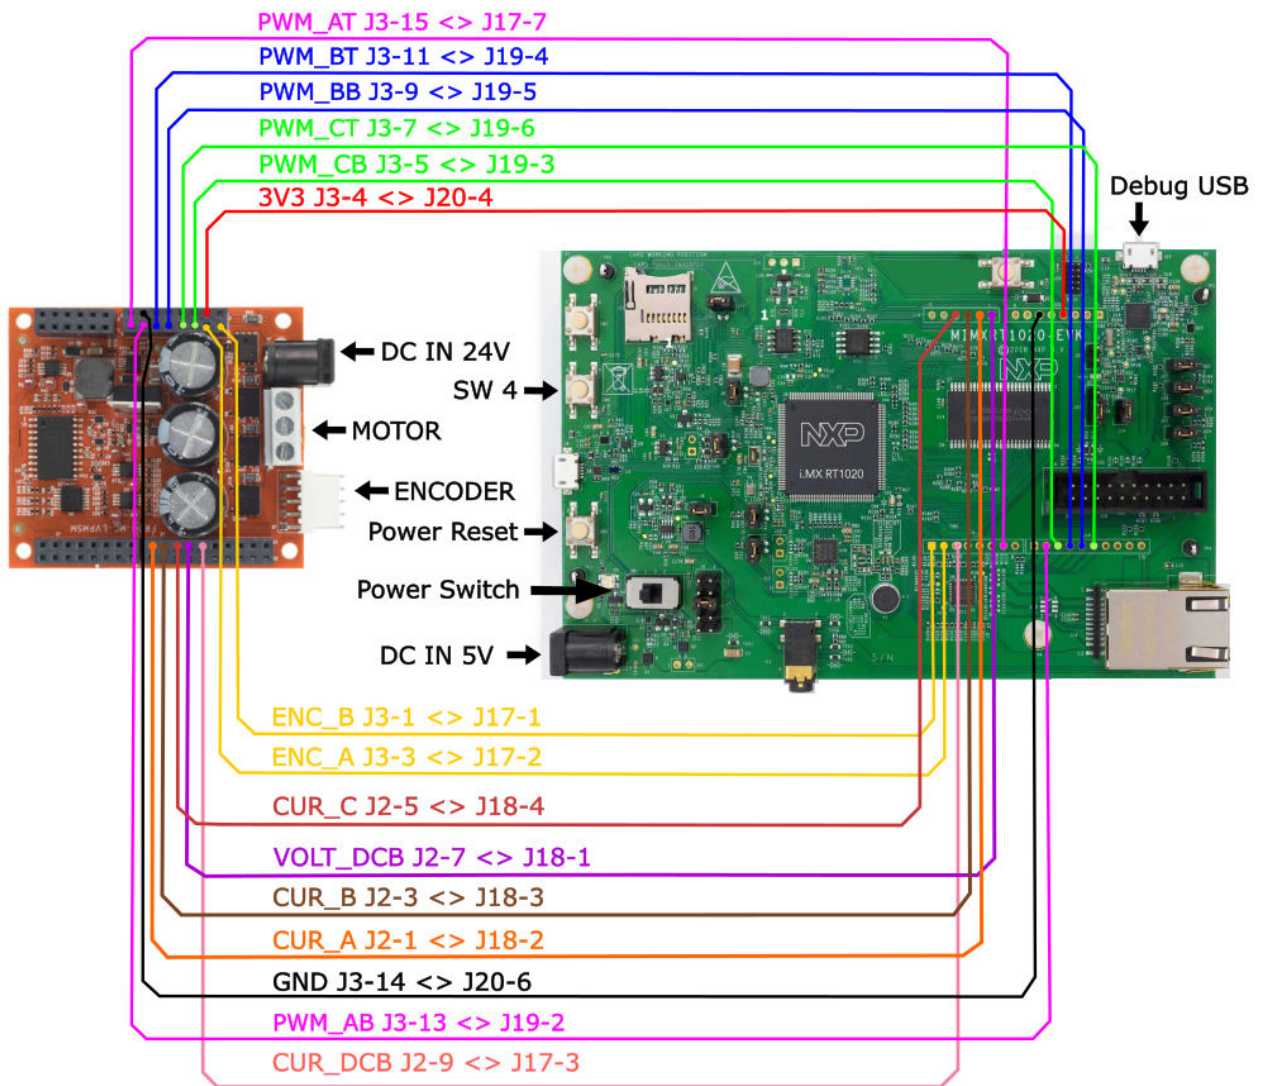 PWM_AT J3-15 <> J17-7
PWM_BT J3-11 <> J19-4
PWM_BB J3-9 <> J19-5
PWM_CT J3-7 <> J19-6
PWM_CB J3-5 <> J19-3
3V3 J3-4 <> J20-4
Debug USB
DC IN 24V
SW 4
MOTOR
ENCODER
Power Reset
Power Switch
DC IN 5V
1
1
MIMXRT1020-EVK
NXP
NXP
i.MX RT1020
S/N
ENC_B J3-1 <> J17-1
ENC_A J3-3 <> J17-2
CUR_C J2-5 <> J18-4
VOLT_DCB J2-7 <> J18-1
CUR_B J2-3 <> J18-3
CUR_A J2-1 <> J18-2
GND J3-14 <> J20-6
PWM_AB J3-13 <> J19-2
CUR_DCB J2-9 <> J17-3